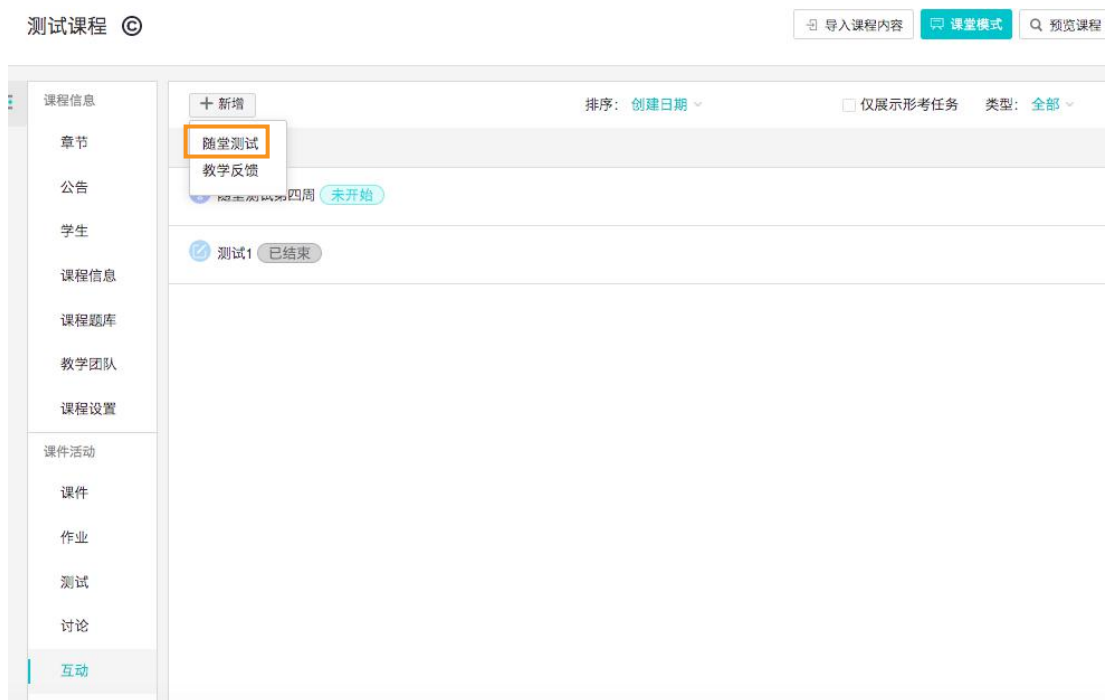 测试课程 ©
导入课程内容 课堂模式 预览课程
课程信息
新增 排序: 创建日期 仅展示形考任务 类型: 全部
章节
随堂测试
教学反馈
公告
随堂测试第四周 未开始
学生
测试1 已结束
课程信息
课程题库
教学团队
课程设置
课件活动
课件
作业
测试
讨论
互动